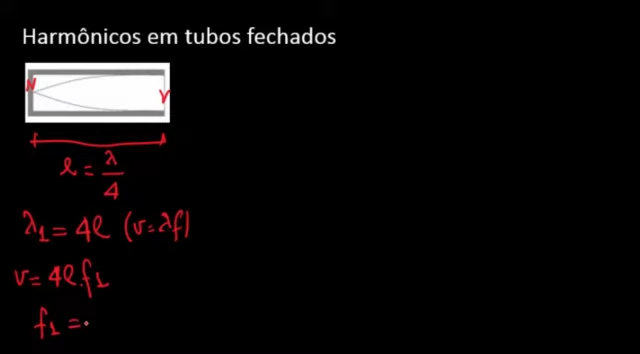 Harmônicos em tubos fechados
N
V
l = λ/4
λ1 = 4l (v=λf)
v= 4l.f1
f1 =